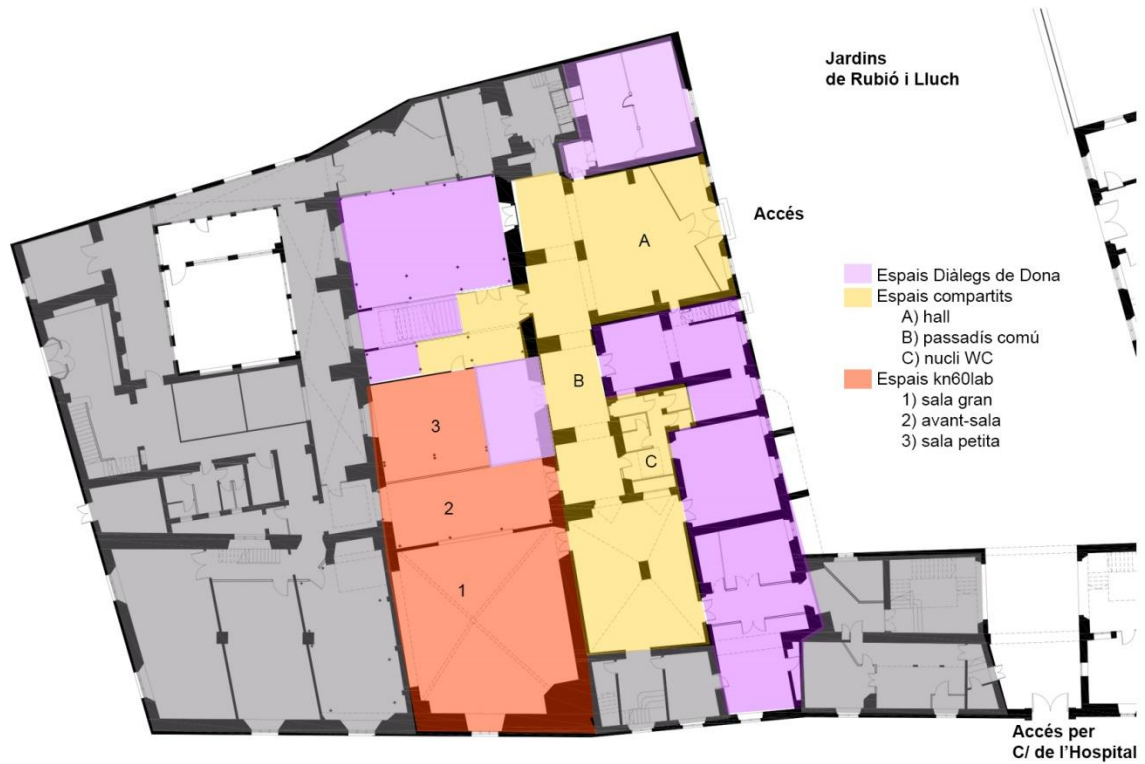 Jardins
de Rubió i Lluch
Accés
A
Espais Diàlegs de Dona
Espais compartits
A) hall
B) passadís comú
C) nucli WC
Espais kn60lab
1) sala gran
2) avant-sala
3) sala petita
B
3
C
2
1
Accés per
C/ de l'Hospital